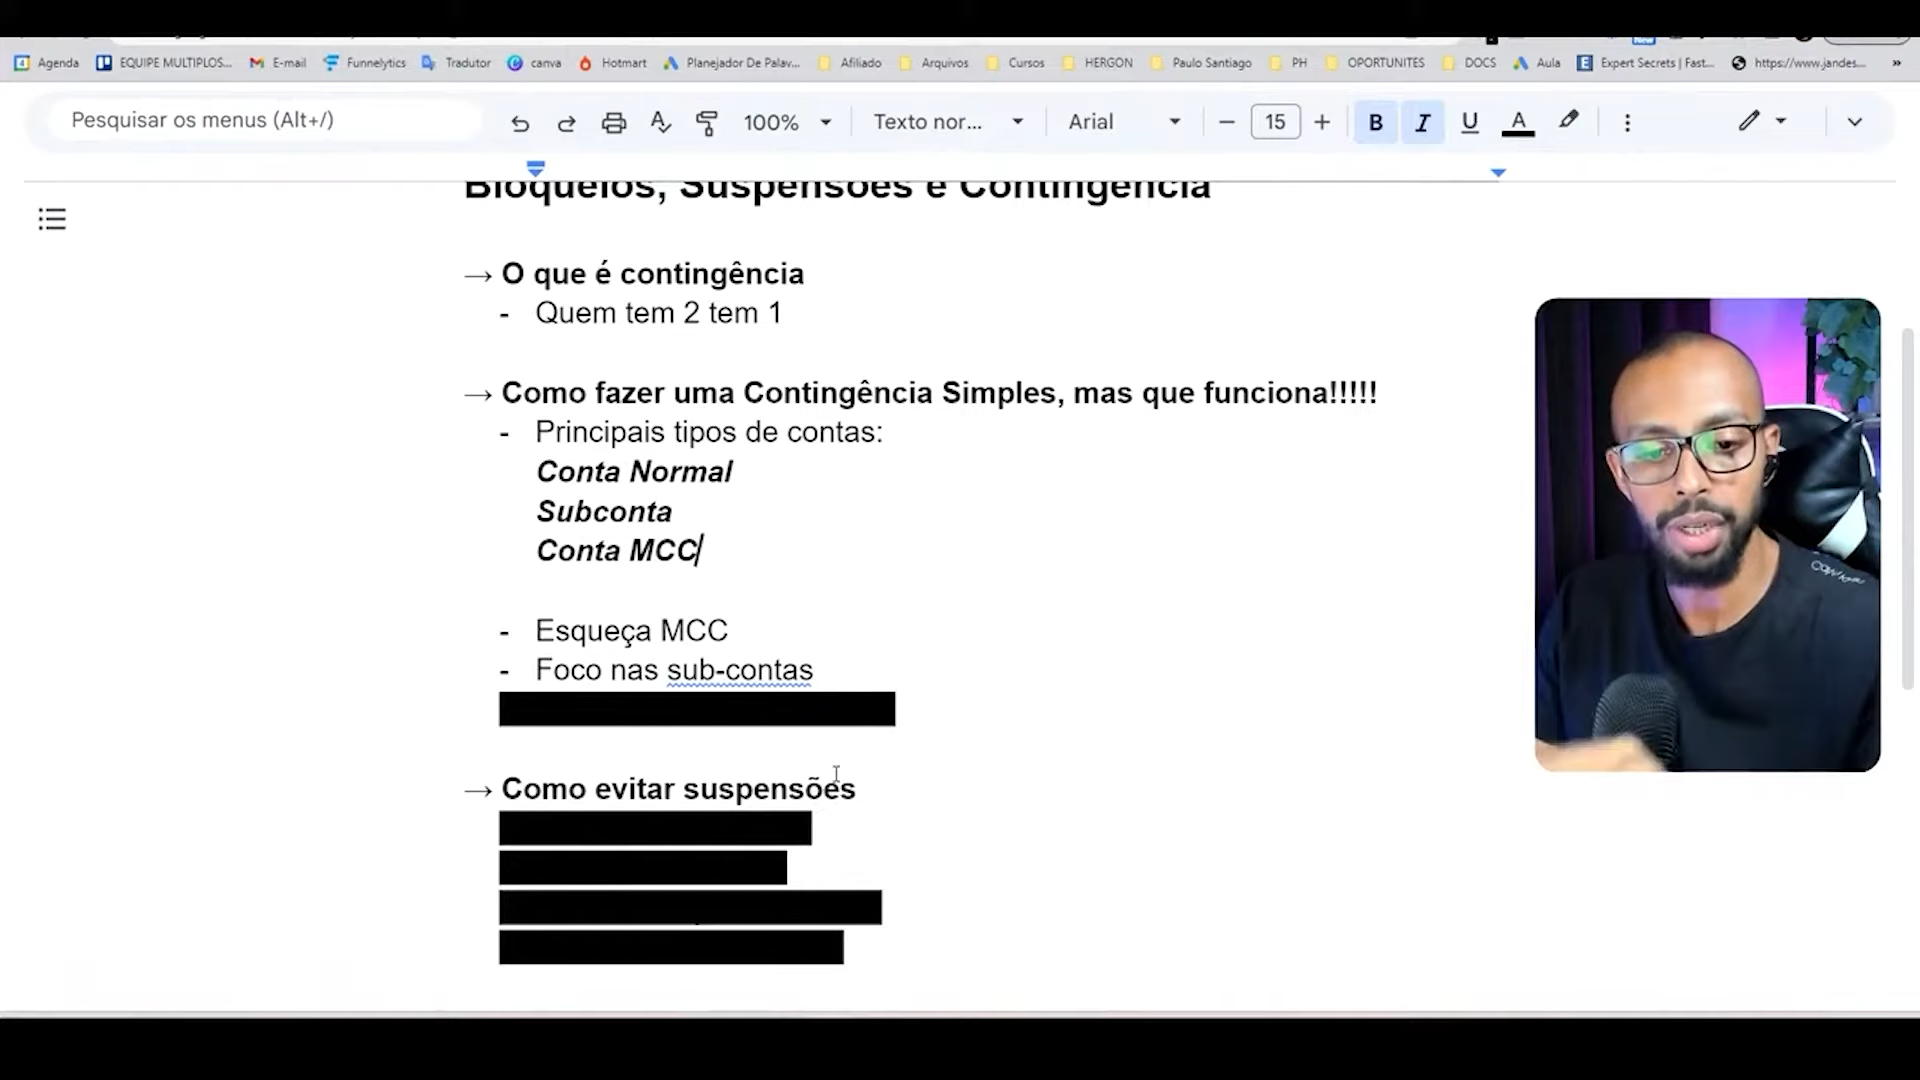 Agenda EQUIPE MULTIPLOS... E-mail Funnelytics Tradutor canva Hotmart Planejador De Palav... Afiliado Arquivos Cursos HERGON Paulo Santiago PH OPORTUNITES DOCS Aula Expert Secrets | Fast... https://www.jandes... »
Pesquisar os menus (Alt+/) 100% Texto nor... Arial − 15 + B I U A
Bloqueios, Suspensões e Contingência
→ O que é contingência
- Quem tem 2 tem 1
→ Como fazer uma Contingência Simples, mas que funciona!!!!!
- Principais tipos de contas:
Conta Normal
Subconta
Conta MCC
- Esqueça MCC
- Foco nas sub-contas
→ Como evitar suspensões